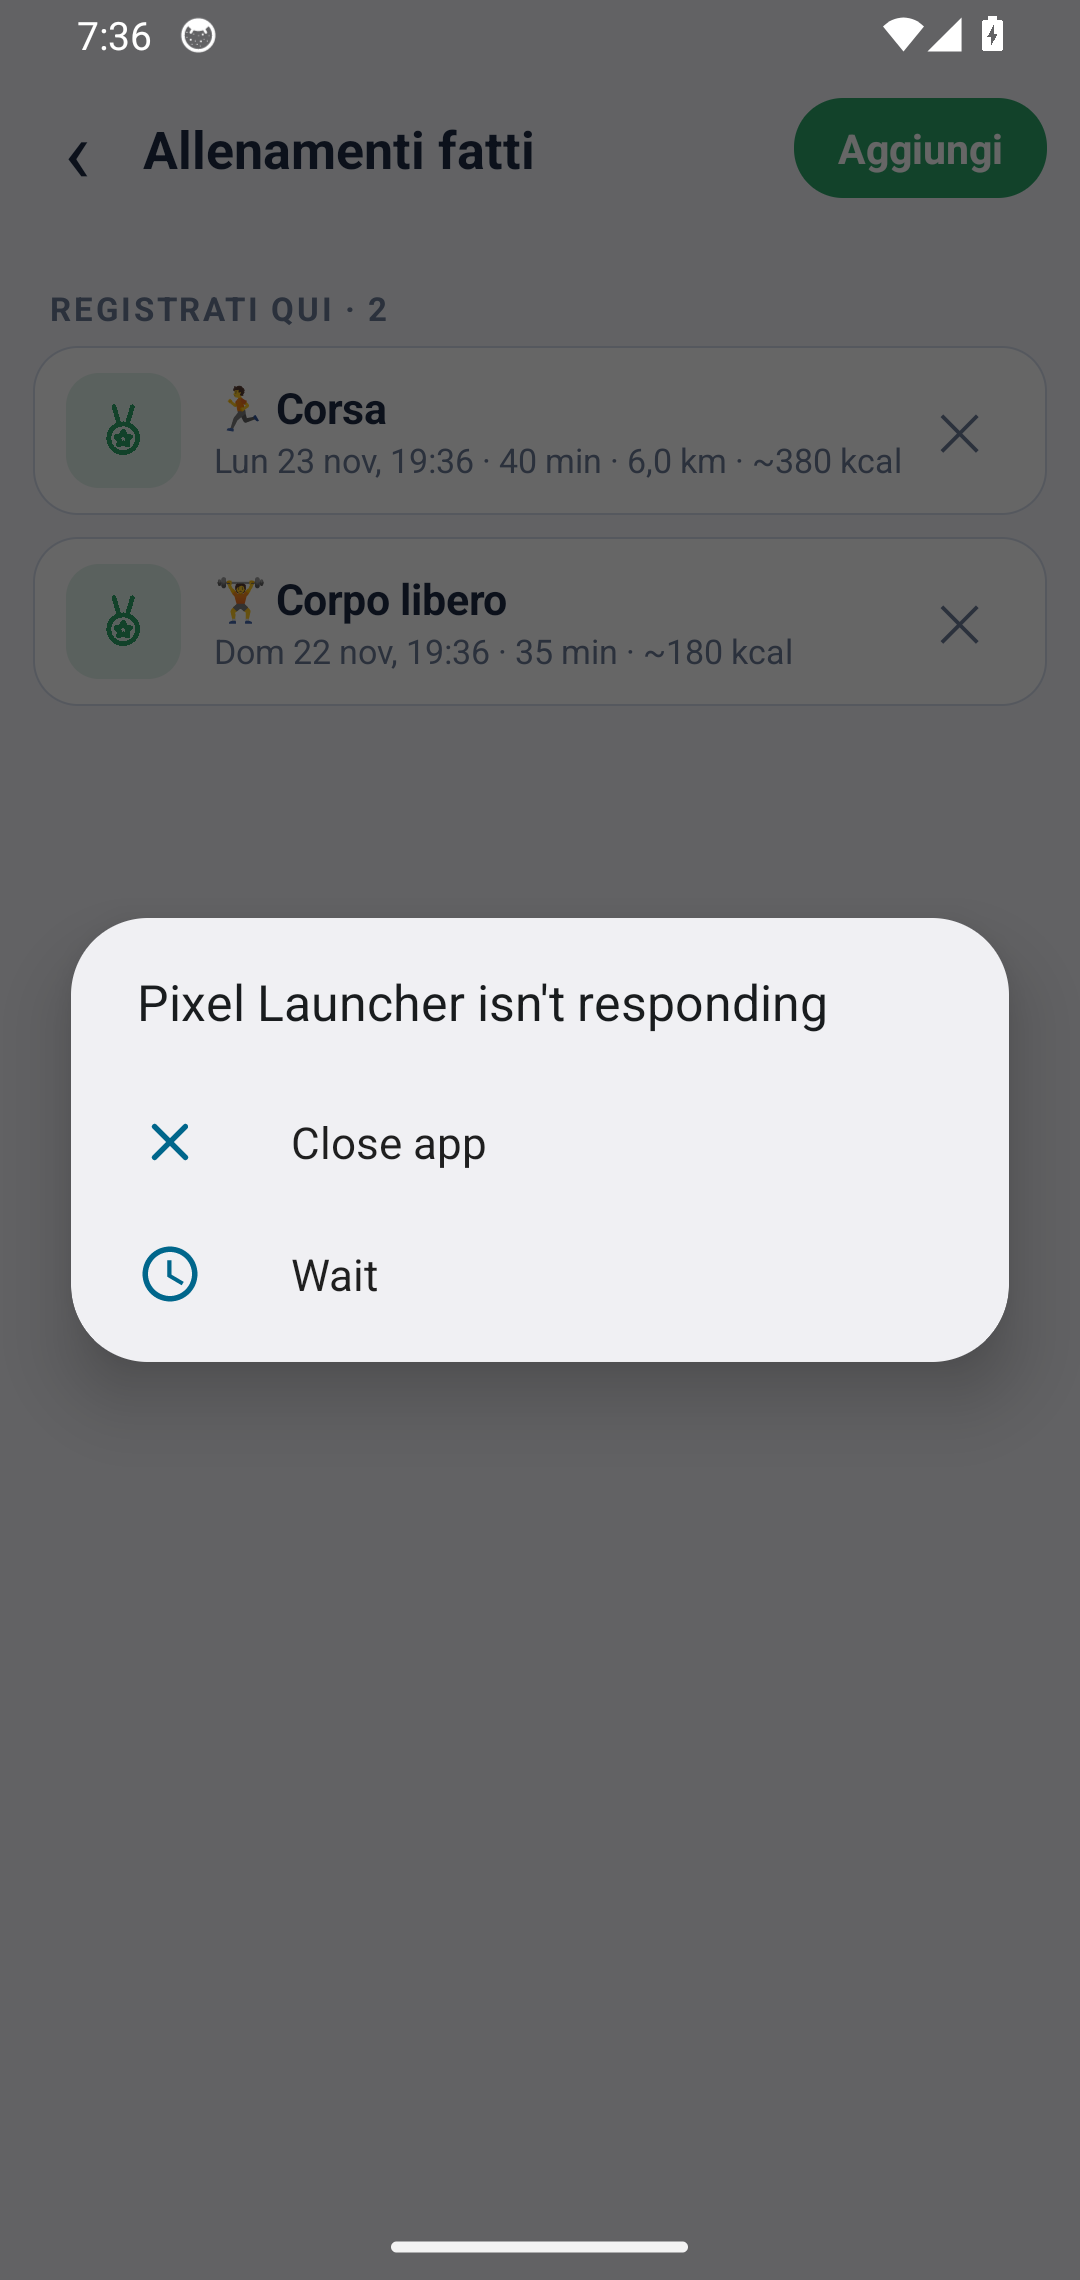 7:36
Allenamenti fatti
Aggiungi
REGISTRATI QUI · 2
Corsa
Lun 23 nov, 19:36 · 40 min · 6,0 km · ~380 kcal
Corpo libero
Dom 22 nov, 19:36 · 35 min · ~180 kcal
Pixel Launcher isn't responding
Close app
Wait